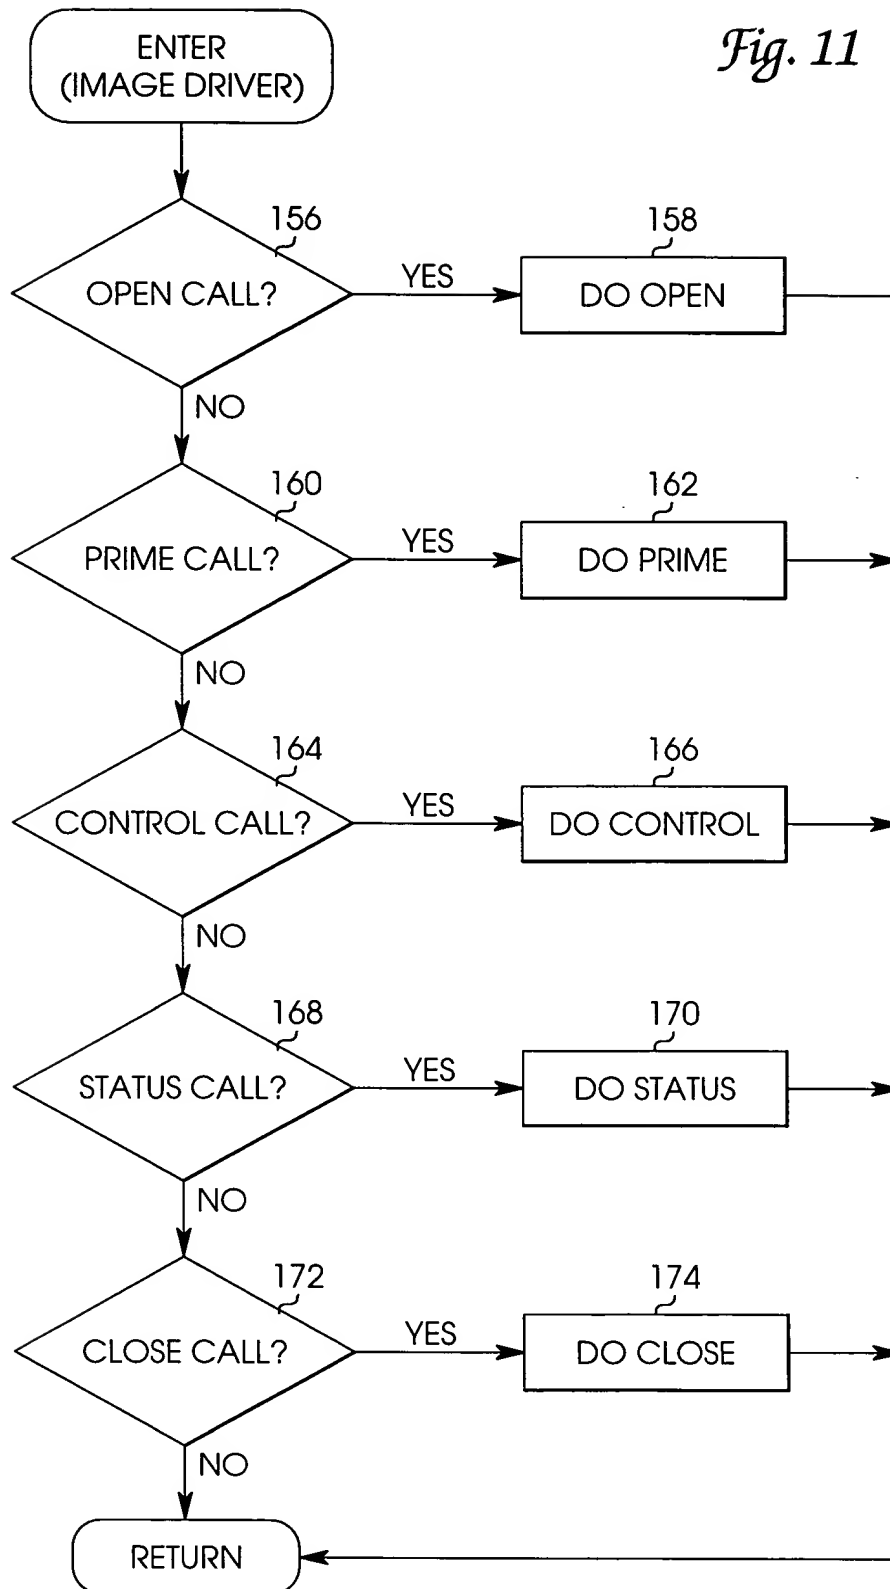 ENTER
(IMAGE DRIVER)
Fig. 11
156
OPEN CALL?
YES
158
DO OPEN
NO
160
PRIME CALL?
YES
162
DO PRIME
NO
164
CONTROL CALL?
YES
166
DO CONTROL
NO
168
STATUS CALL?
YES
170
DO STATUS
NO
172
CLOSE CALL?
YES
174
DO CLOSE
NO
RETURN